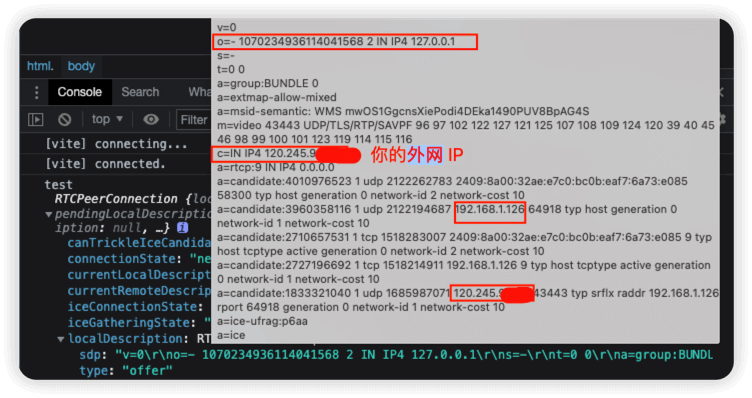 v=0
o=- 1070234936114041568 2 IN IP4 127.0.0.1
s=-
t=0 0
a=group:BUNDLE 0
a=extmap-allow-mixed
a=msid-semantic: WMS mwOS1GgcnsXiePodi4DEka1490PUV8BpAG4S
m=video 43443 UDP/TLS/RTP/SAVPF 96 97 102 122 127 121 125 107 108 109 124 120 39 40 45
46 98 99 100 101 123 119 114 115 116
c=IN IP4 120.245.9
你的外网 IP
a=rtcp:9 IN IP4 0.0.0.0
a=candidate:4010976523 1 udp 2122262783 2409:8a00:32ae:e7c0:bc0b:eaf7:6a73:e085
58300 typ host generation 0 network-id 2 network-cost 10
a=candidate:3960358116 1 udp 2122194687 192.168.1.126 64918 typ host generation 0
network-id 1 network-cost 10
a=candidate:2710657531 1 tcp 1518283007 2409:8a00:32ae:e7c0:bc0b:eaf7:6a73:e085 9 typ
host tcptype active generation 0 network-id 2 network-cost 10
a=candidate:2727196692 1 tcp 1518214911 192.168.1.126 9 typ host tcptype active generation
0 network-id 1 network-cost 10
a=candidate:1833321040 1 udp 1685987071 120.245.9 43443 typ srflx raddr 192.168.1.126
rport 64918 generation 0 network-id 1 network-cost 10
a=ice-ufrag:p6aa
a=ice
html. body
Console Search
top Filter
[vite] connecting...
[vite] connected.
test
RTCPeerConnection {loc
pendingLocalDescriptio
iption: null, …} i
canTrickleIceCandida
connectionState: "ne
currentLocalDescript
currentRemoteDescrip
iceConnectionState:
iceGatheringState: "
localDescription: RT
sdp: "v=0\r\no=- 1070234936114041568 2 IN IP4 127.0.0.1\r\ns=-\r\nt=0 0\r\na=group:BUNDL
type: "offer"